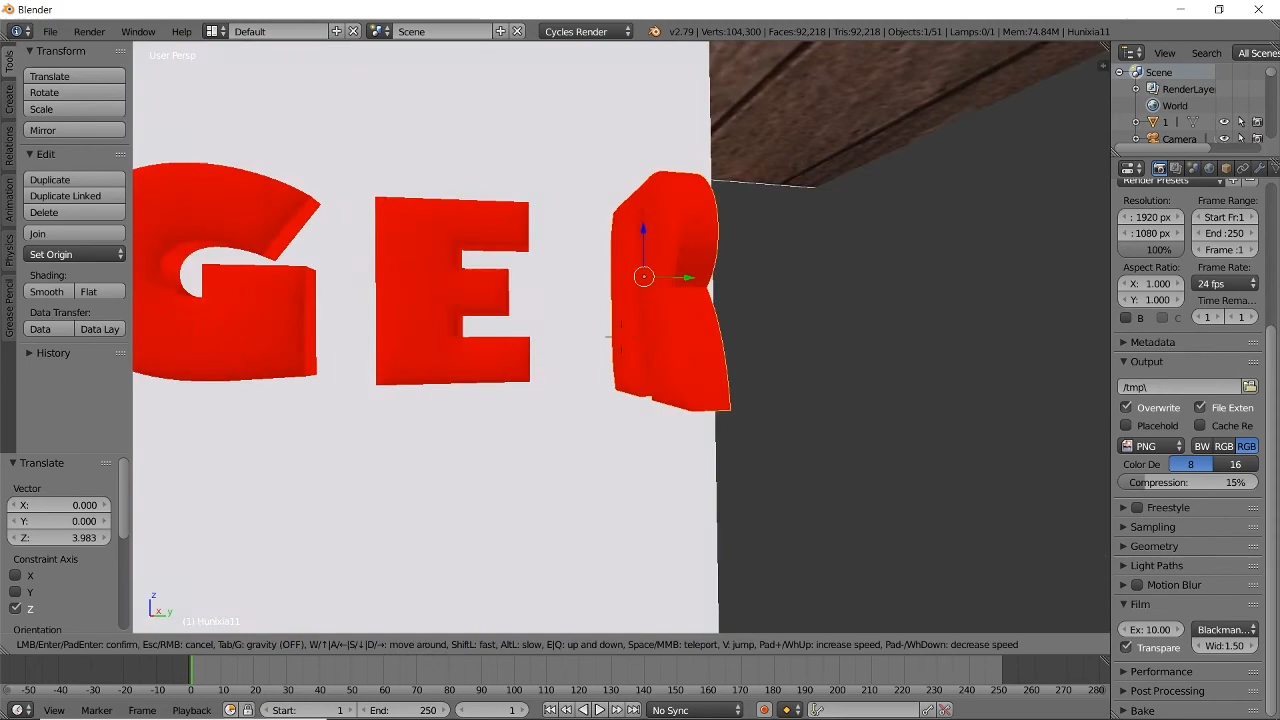 Blender
File Render Window Help Default Scene Cycles Render v2.79 | Verts:104,300 | Faces:92,218 | Tris:92,218 | Objects:1/51 | Lamps:0/1 | Mem:74.84M | Hunixia11
Tools
Create
Relations
Animation
Physics
Grease Pencil
Transform
Translate
Rotate
Scale
Mirror
Edit
Duplicate
Duplicate Linked
Delete
Join
Set Origin
Shading:
Smooth Flat
Data Transfer:
Data Data Lay
History
Translate
Vector
X: 0.000
Y: 0.000
Z: 3.983
Constraint Axis
X
Y
Z
Orientation
User Persp
GER
z
x y
(1) Hunixia11
LMB/Enter/PadEnter: confirm, Esc/RMB: cancel, Tab/G: gravity (OFF), W/↑|A/←|S/↓|D/→: move around, ShiftL: fast, AltL: slow, E|Q: up and down, Space/MMB: teleport, V: jump, Pad+/WhUp: increase speed, Pad-/WhDown: decrease speed
View Search All Scenes
Scene
RenderLaye
World
1
Camera
Render Presets
Resolution: Frame Range:
: 1920 px Start Fr:1
: 1080 px End :250
100% Frame :1
Aspect Ratio: Frame Rate:
X: 1.000 24 fps
Y: 1.000 Time Rema...
B C 1 1
Metadata
Output
/tmp\
Overwrite File Exten
Placehold Cache Re
PNG BW RGB RGB
Color De 8 16
Compression: 15%
Freestyle
Sampling
Geometry
Light Paths
Motion Blur
Film
Ex: 10.00 Blackman...
Transpare Wid:1.50
Performance
Post Processing
Bake
-50 -40 -30 -20 -10 0 10 20 30 40 50 60 70 80 90 100 110 120 130 140 150 160 170 180 190 200 210 220 230 240 250 260 270 280
View Marker Frame Playback Start: 1 End: 250 1 No Sync